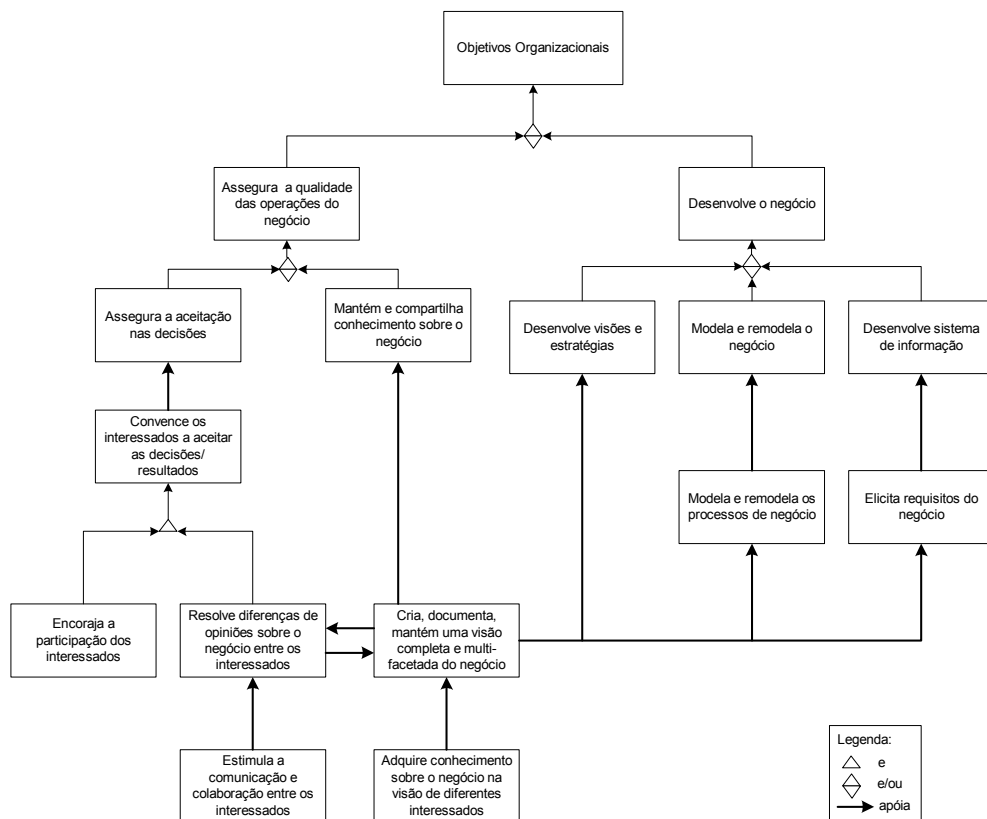 Objetivos Organizacionais
Assegura a qualidade
das operações do
negócio
Desenvolve o negócio
Assegura a aceitação
nas decisões
Mantém e compartilha
conhecimento sobre o
negócio
Desenvolve visões e
estratégias
Modela e remodela o
negócio
Desenvolve sistema
de informação
Convence os
interessados a aceitar
as decisões/
resultados
Modela e remodela os
processos de negócio
Elicita requisitos do
negócio
Encoraja a
participação dos
interessados
Resolve diferenças de
opiniões sobre o
negócio entre os
interessados
Cria, documenta,
mantém uma visão
completa e multi-
facetada do negócio
Estimula a
comunicação e
colaboração entre os
interessados
Adquire conhecimento
sobre o negócio na
visão de diferentes
interessados
Legenda:
e
e/ou
apóia